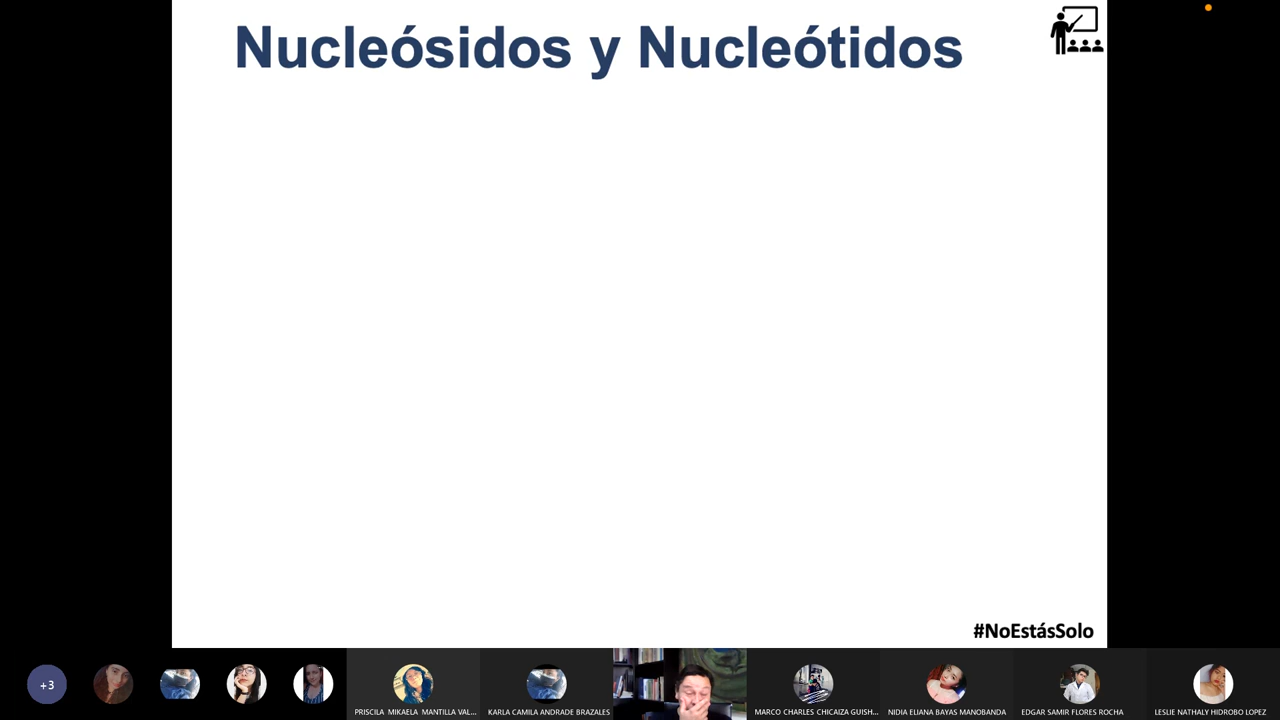 Nucleósidos y Nucleótidos
#NoEstásSolo
+3
PRISCILA MIKAELA MANTILLA VAL...
KARLA CAMILA ANDRADE BRAZALES
MARCO CHARLES CHICAIZA GUISH...
NIDIA ELIANA BAYAS MANOBANDA
EDGAR SAMIR FLORES ROCHA
LESLIE NATHALY HIDROBO LOPEZ